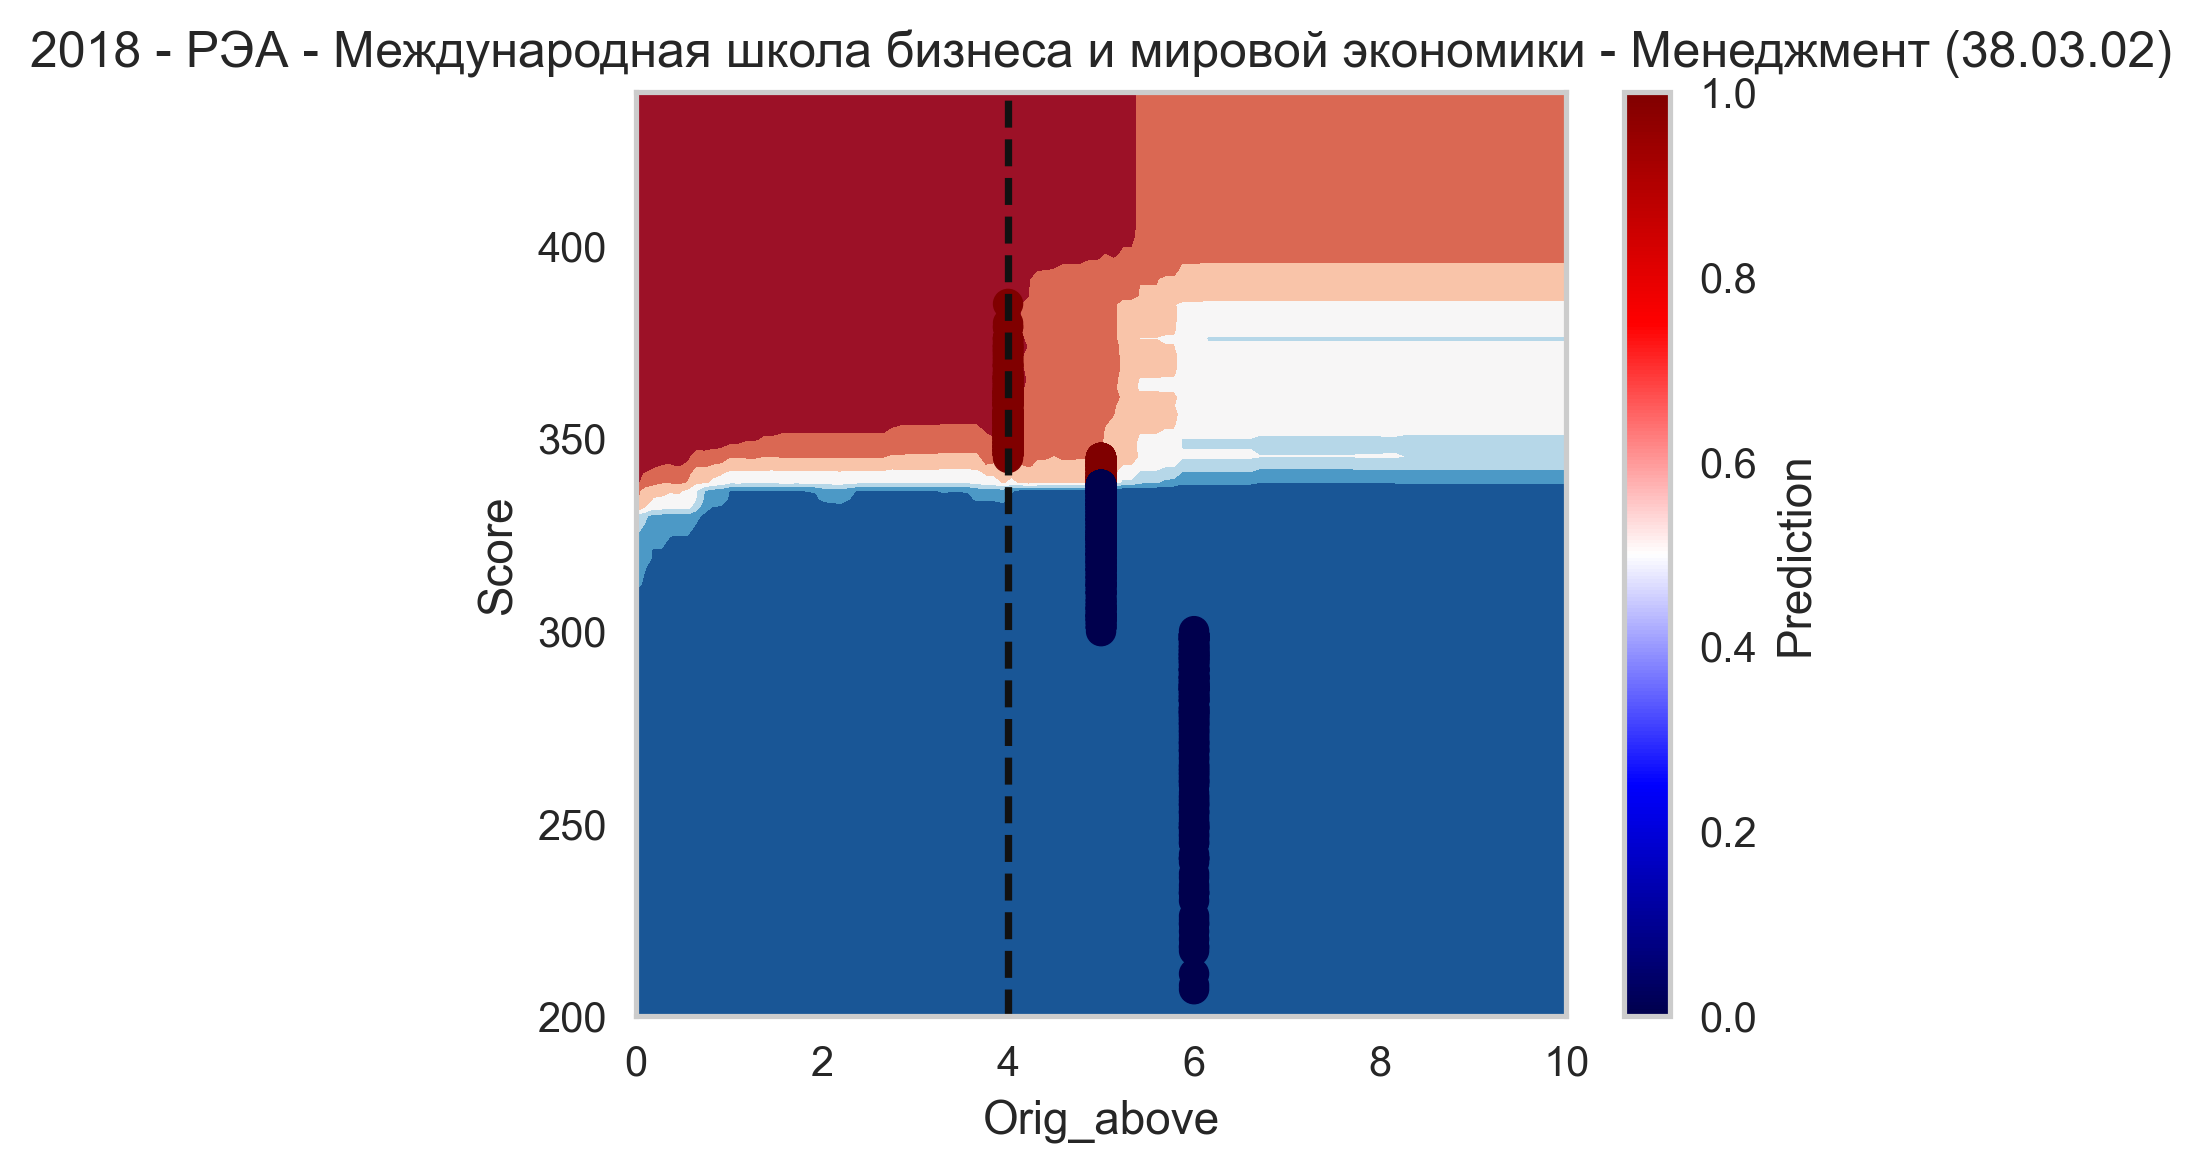 2018 - РЭА - Международная школа бизнеса и мировой экономики - Менеджмент (38.03.02)
400
350
300
250
200
Score
0 2 4 6 8 10
Orig_above
1.0
0.8
0.6
0.4
0.2
0.0
Prediction